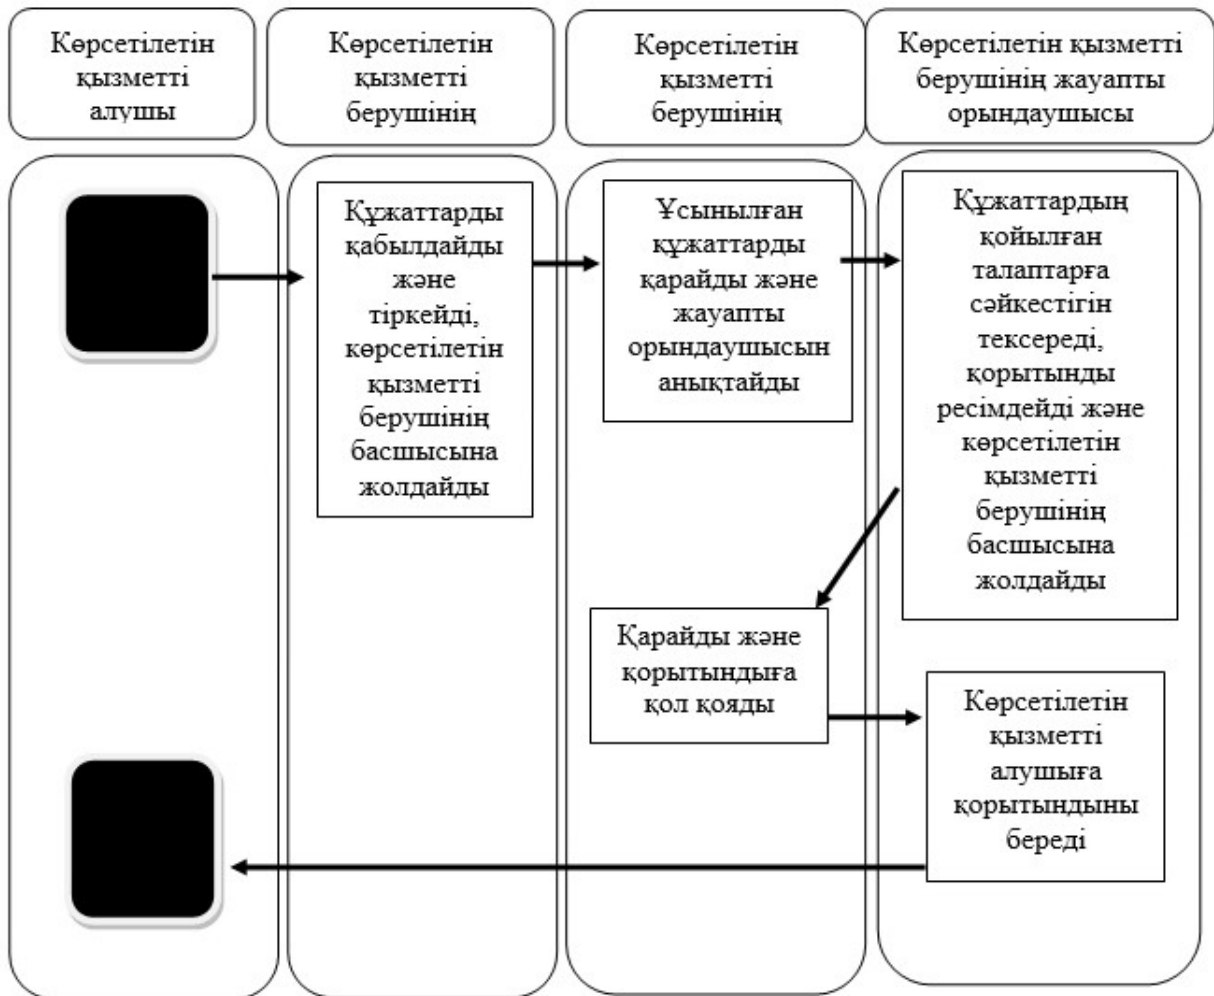 Көрсетілетін
қызметті
алушы
Көрсетілетін
қызметті
берушінің
Көрсетілетін
қызметті
берушінің
Көрсетілетін қызметті
берушінің жауапты
орындаушысы
Құжаттарды
қабылдайды
және
тіркейді,
көрсетілетін
қызметті
берушінің
басшысына
жолдайды
Ұсынылған
құжаттарды
қарайды және
жауапты
орындаушысын
анықтайды
Құжаттардың
қойылған
талаптарға
сәйкестігін
тексереді,
қорытынды
ресімдейді және
көрсетілетін
қызметті
берушінің
басшысына
жолдайды
Қарайды және
қорытындыға
қол қояды
Көрсетілетін
қызметті
алушыға
қорытындыны
береді